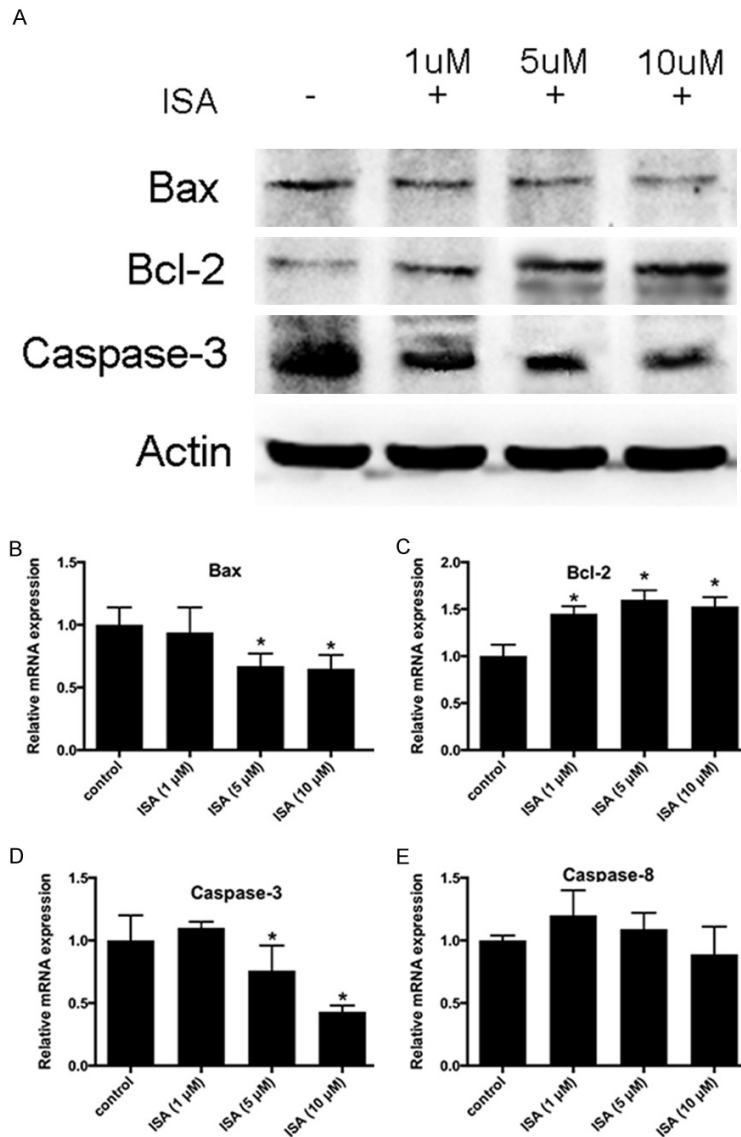 A
1uM 5uM 10uM
ISA - + + +
Bax
Bcl-2
Caspase-3
Actin
B
Bax
Relative mRNA expression
1.5
1.0
0.5
0.0
control ISA (1 µM) ISA (5 µM) ISA (10 µM)
* *
C
Bcl-2
Relative mRNA expression
2.0
1.5
1.0
0.5
0.0
control ISA (1 µM) ISA (5 µM) ISA (10 µM)
* * *
D
Caspase-3
Relative mRNA expression
1.5
1.0
0.5
0.0
control ISA (1 µM) ISA (5 µM) ISA (10 µM)
* *
E
Caspase-8
Relative mRNA expression
1.5
1.0
0.5
0.0
control ISA (1 µM) ISA (5 µM) ISA (10 µM)